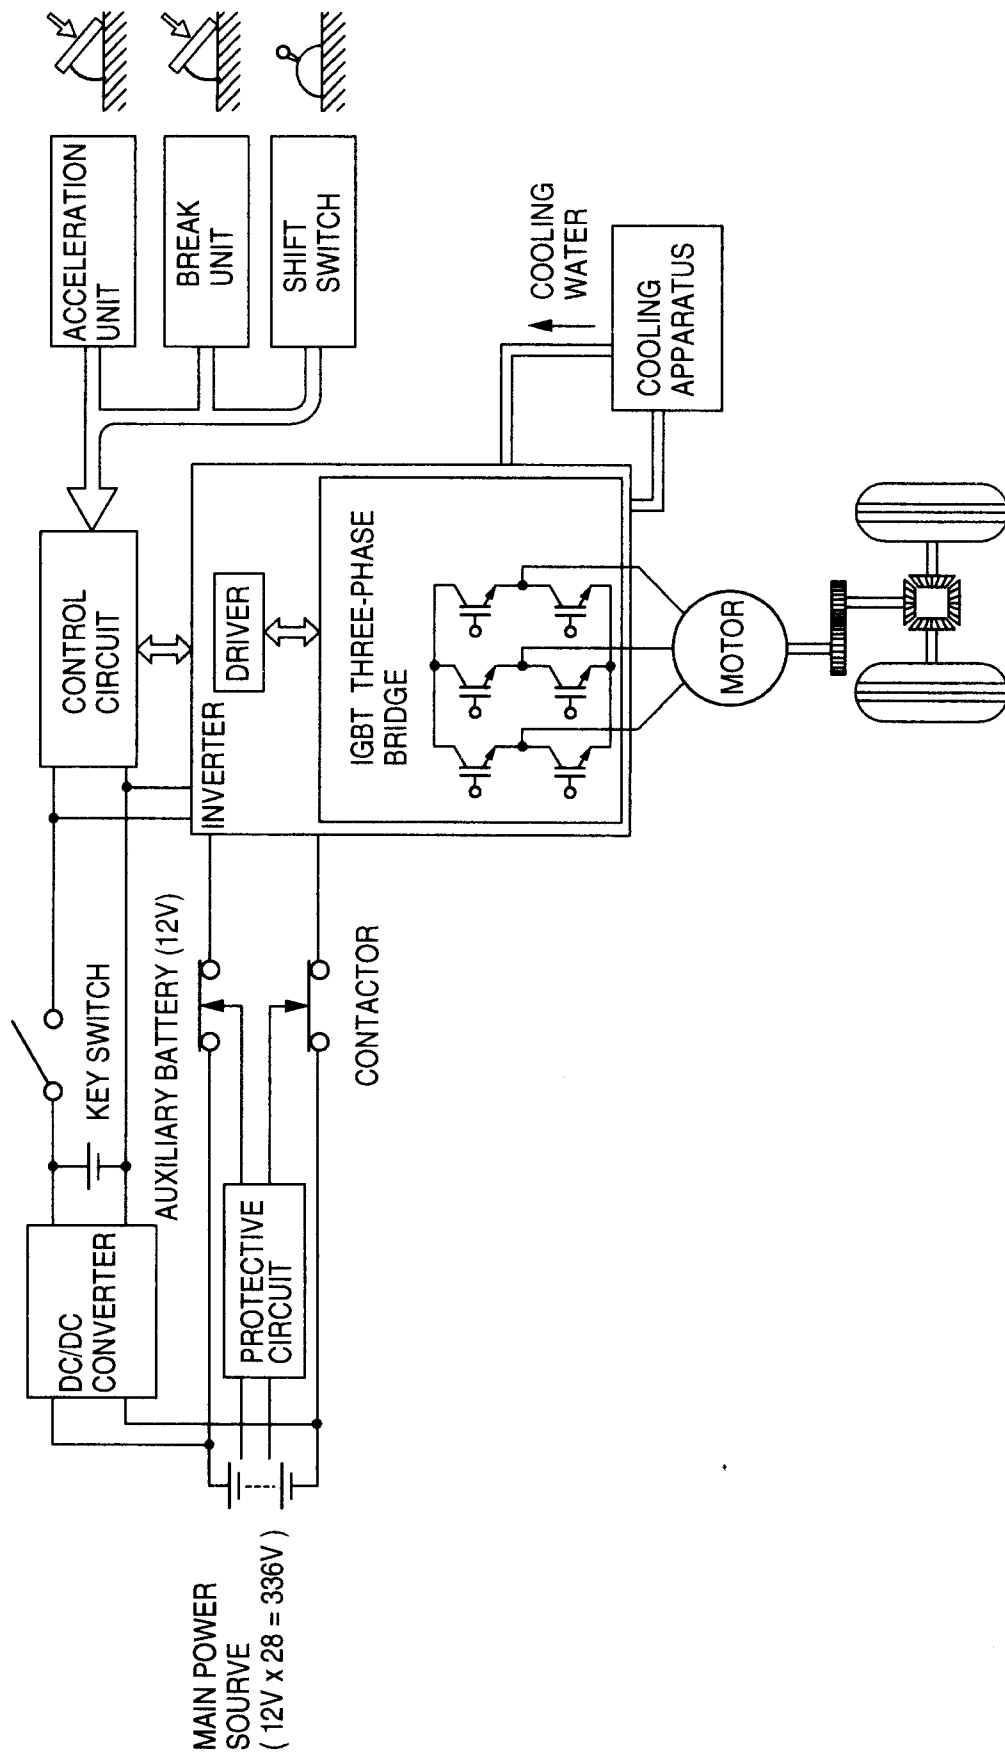 ACCELERATION
UNIT
BREAK
UNIT
SHIFT
SWITCH
CONTROL
CIRCUIT
COOLING
WATER
COOLING
APPARATUS
INVERTER
DRIVER
IGBT THREE-PHASE
BRIDGE
MOTOR
KEY SWITCH
AUXILIARY BATTERY (12V)
CONTACTOR
DC/DC
CONVERTER
PROTECTIVE
CIRCUIT
MAIN POWER
SOURVE
( 12V x 28 = 336V )